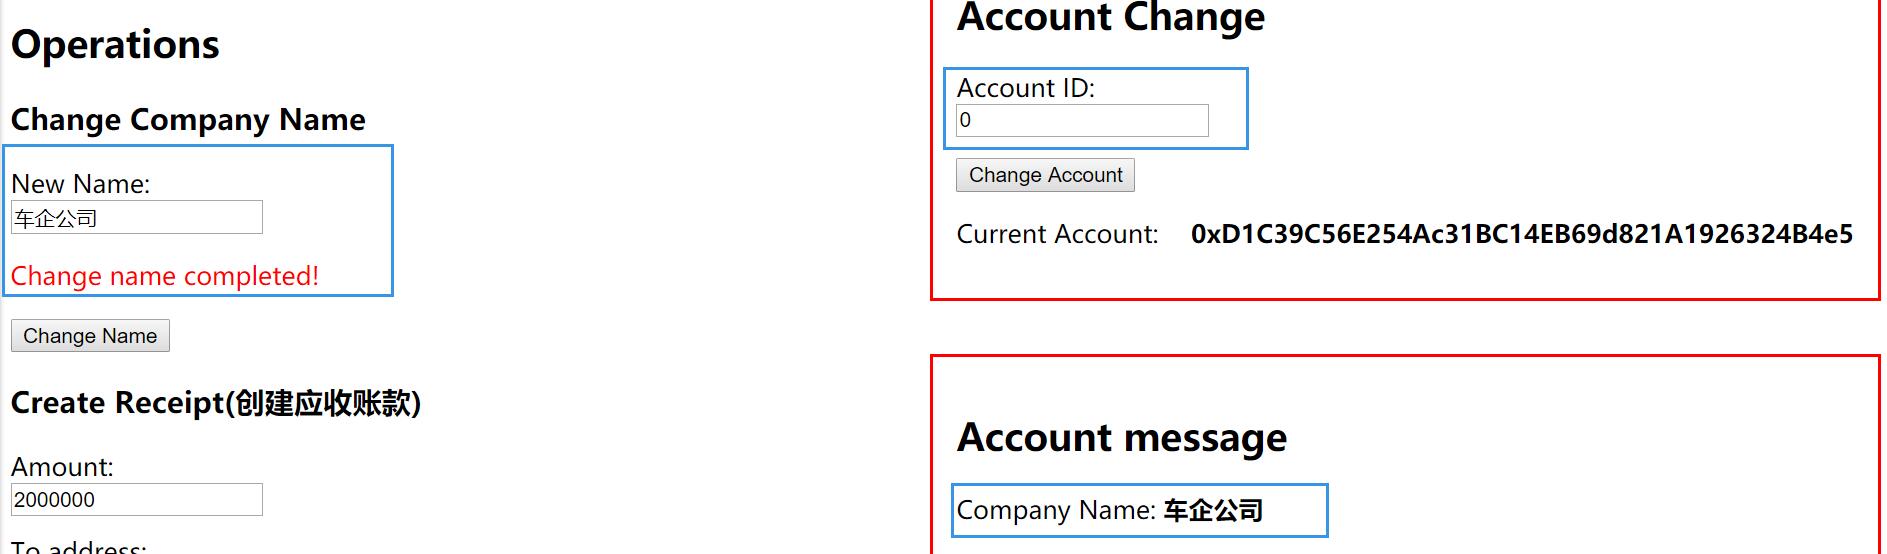 Operations
Change Company Name
New Name:
车企公司
Change name completed!
Change Name
Create Receipt(创建应收账款)
Amount:
2000000
To address:
Account Change
Account ID:
0
Change Account
Current Account: 0xD1C39C56E254Ac31BC14EB69d821A1926324B4e5
Account message
Company Name: 车企公司